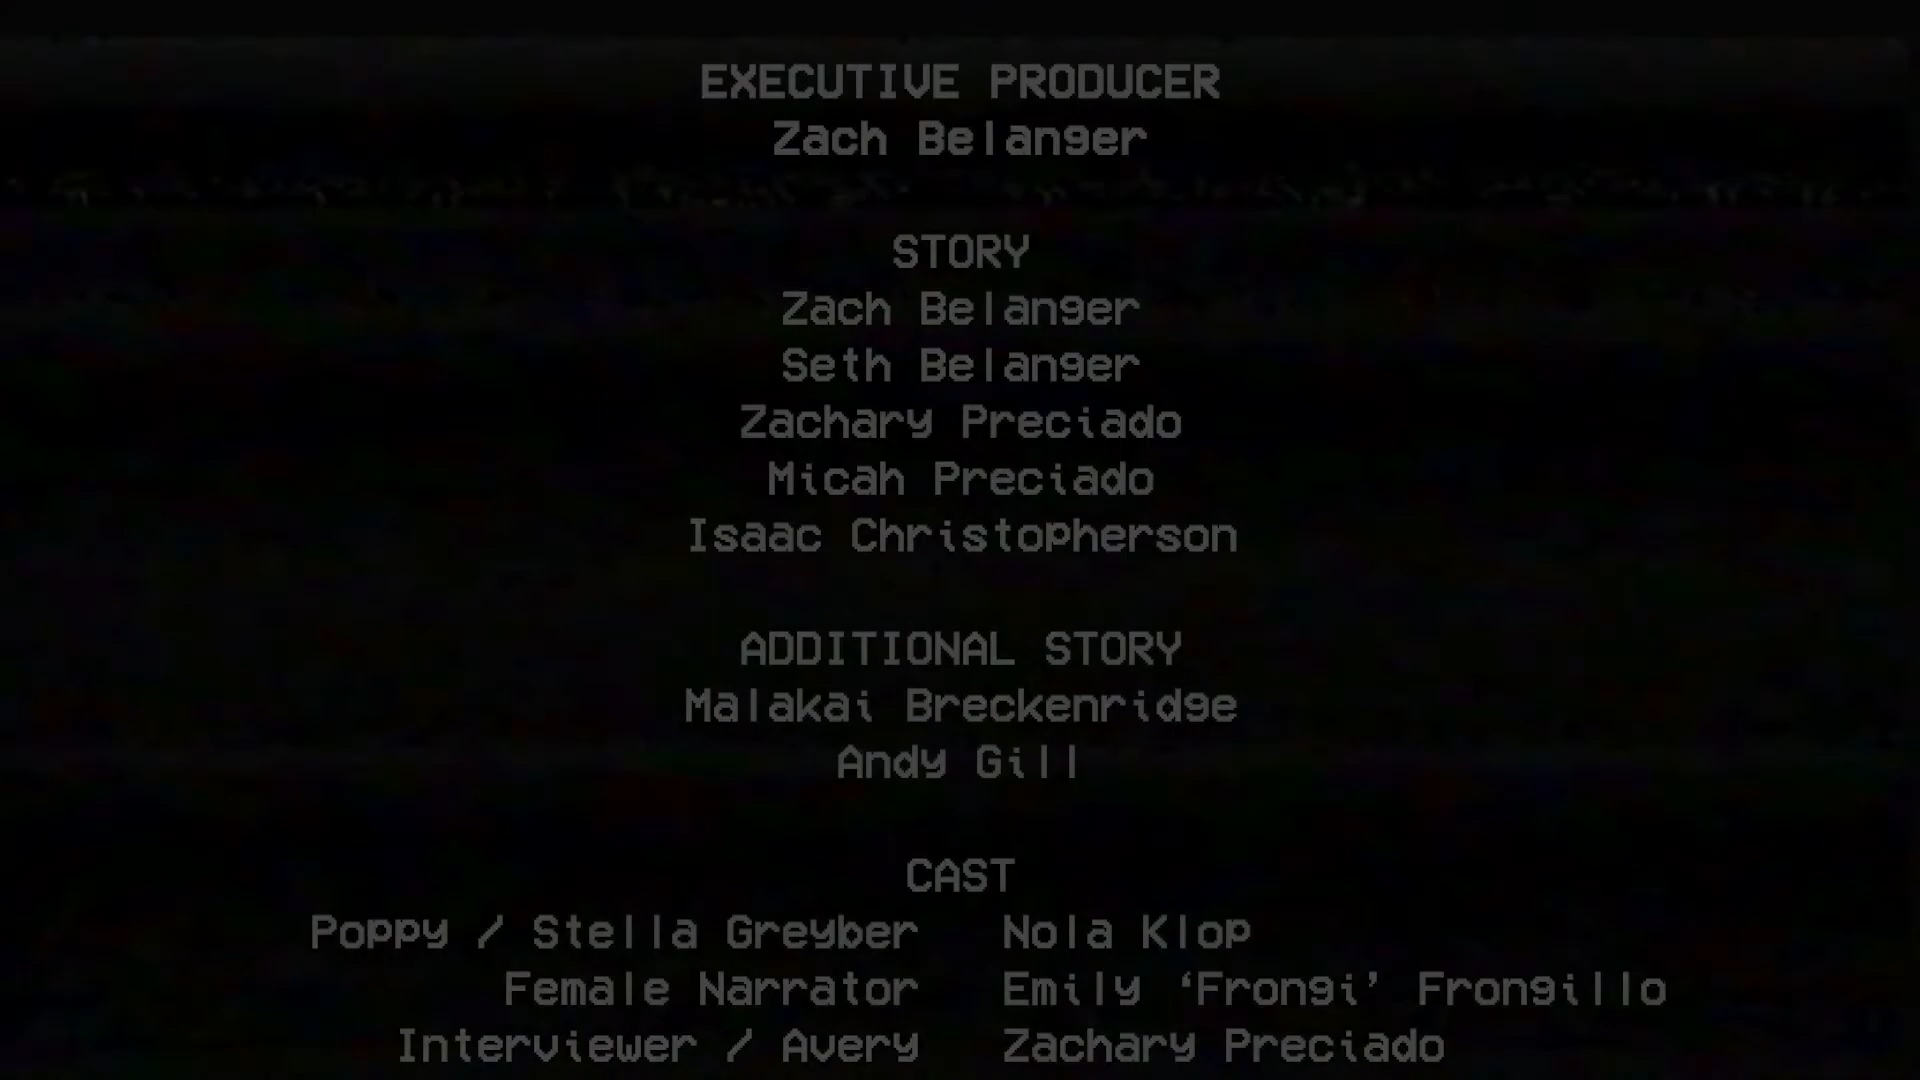 EXECUTIVE PRODUCER
Zach Belanger
STORY
Zach Belanger
Seth Belanger
Zachary Preciado
Micah Preciado
Isaac Christopherson
ADDITIONAL STORY
Malakai Breckenridge
Andy Gill
CAST
Poppy / Stella Greyber Nola Klop
Female Narrator Emily ‘Frongi’ Frongillo
Interviewer / Avery Zachary Preciado